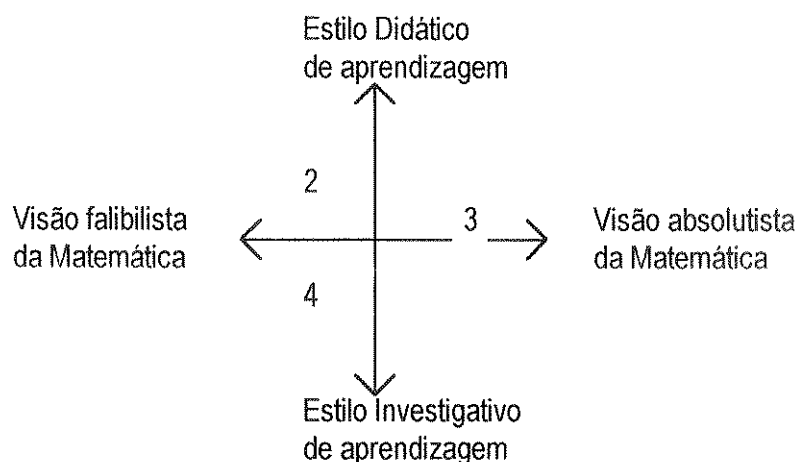 Estilo Didático
de aprendizagem
2
Visão falibilista
da Matemática
3
Visão absolutista
da Matemática
4
Estilo Investigativo
de aprendizagem